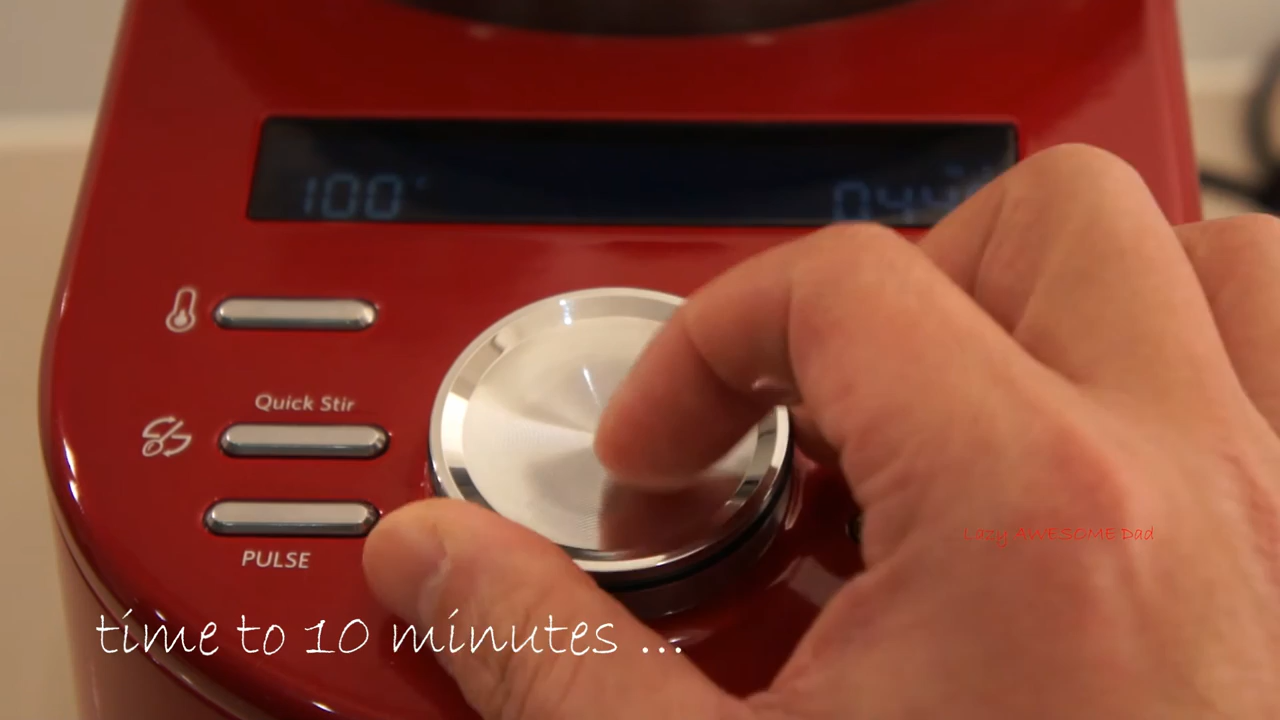 100°
Quick Stir
PULSE
Lazy AWESOME Dad
time to 10 minutes ...